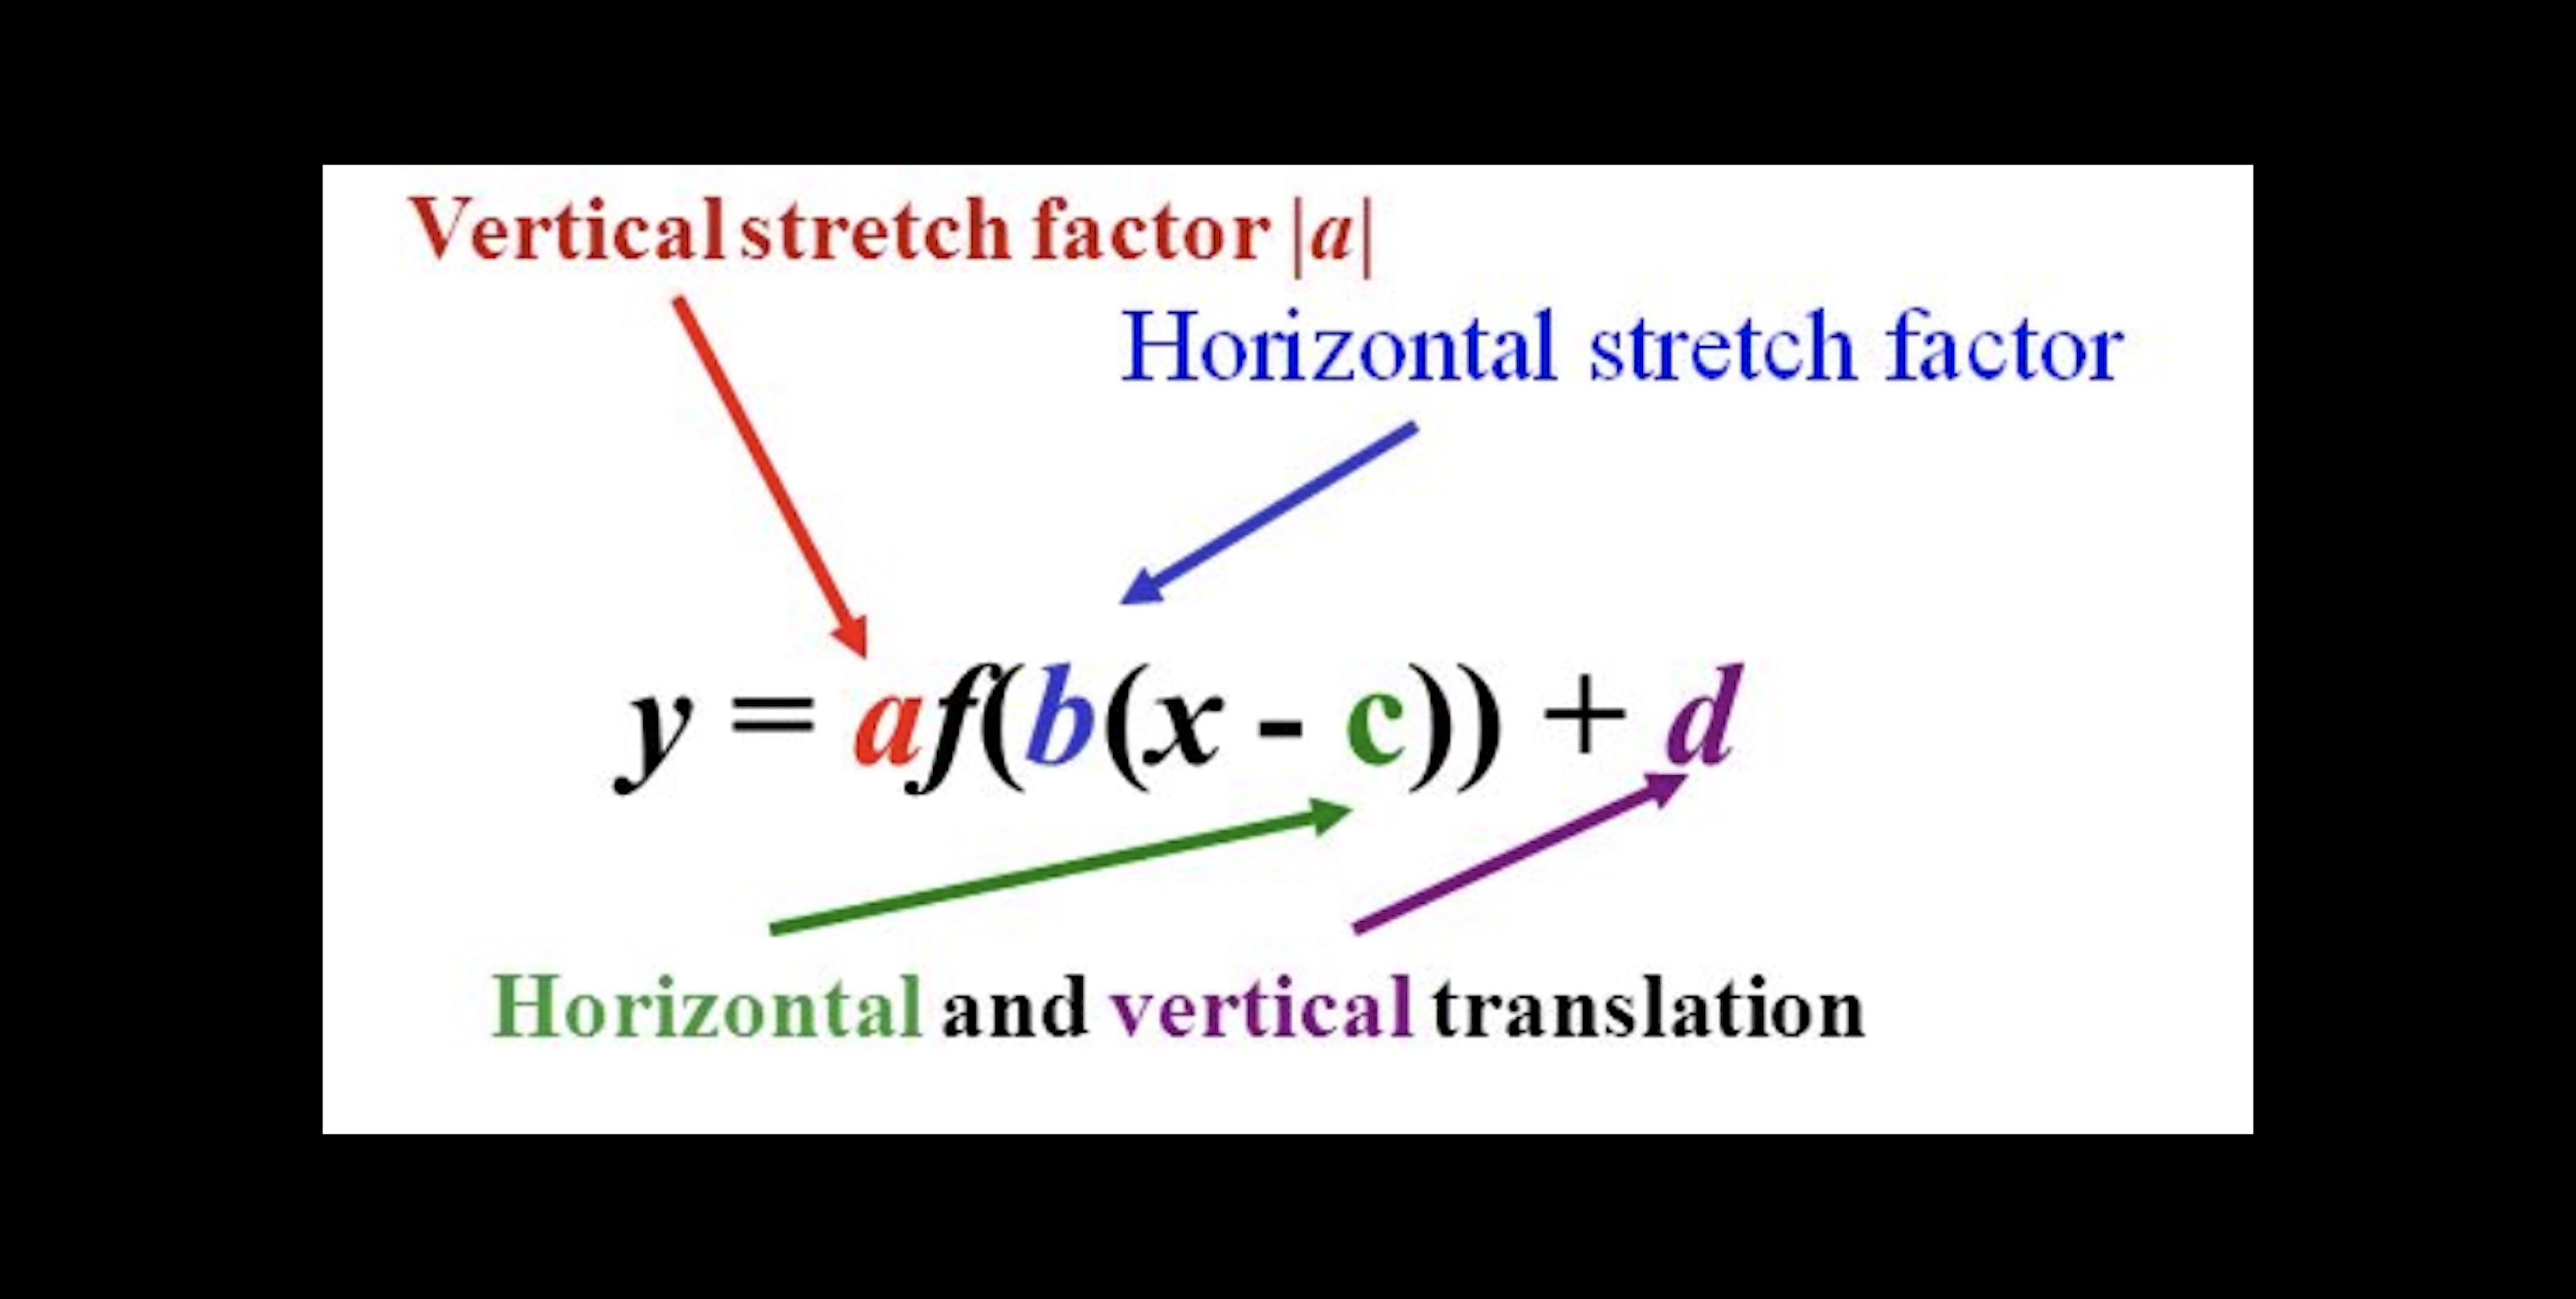 Vertical stretch factor |a|
Horizontal stretch factor
y = af(b(x - c)) + d
Horizontal and vertical translation